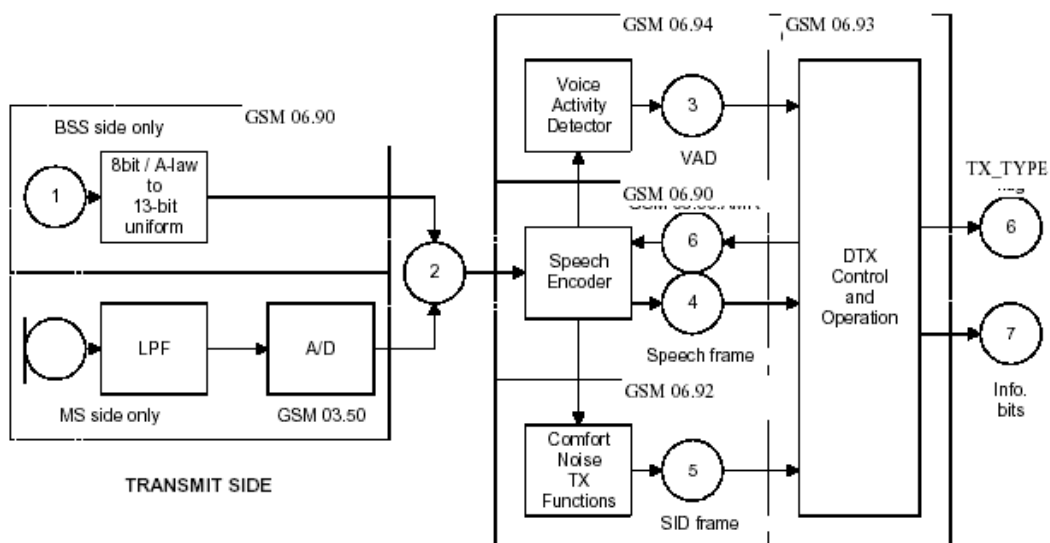 GSM 06.94
GSM 06.93
Voice
Activity
Detector
3
VAD
GSM 06.90
BSS side only
1
8bit / A-law
to
13-bit
uniform
2
GSM 06.90
Speech
Encoder
6
4
Speech frame
DTX
Control
and
Operation
TX_TYPE
6
7
Info.
bits
LPF
A/D
MS side only
GSM 03.50
GSM 06.92
Comfort
Noise
TX
Functions
5
SID frame
TRANSMIT SIDE